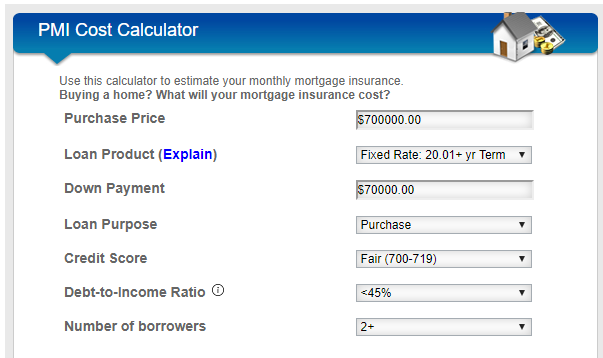 PMI Cost Calculator
Use this calculator to estimate your monthly mortgage insurance.
Buying a home? What will your mortgage insurance cost?
Purchase Price $700000.00
Loan Product (Explain) Fixed Rate: 20.01+ yr Term
Down Payment $70000.00
Loan Purpose Purchase
Credit Score Fair (700-719)
Debt-to-Income Ratio <45%
Number of borrowers 2+